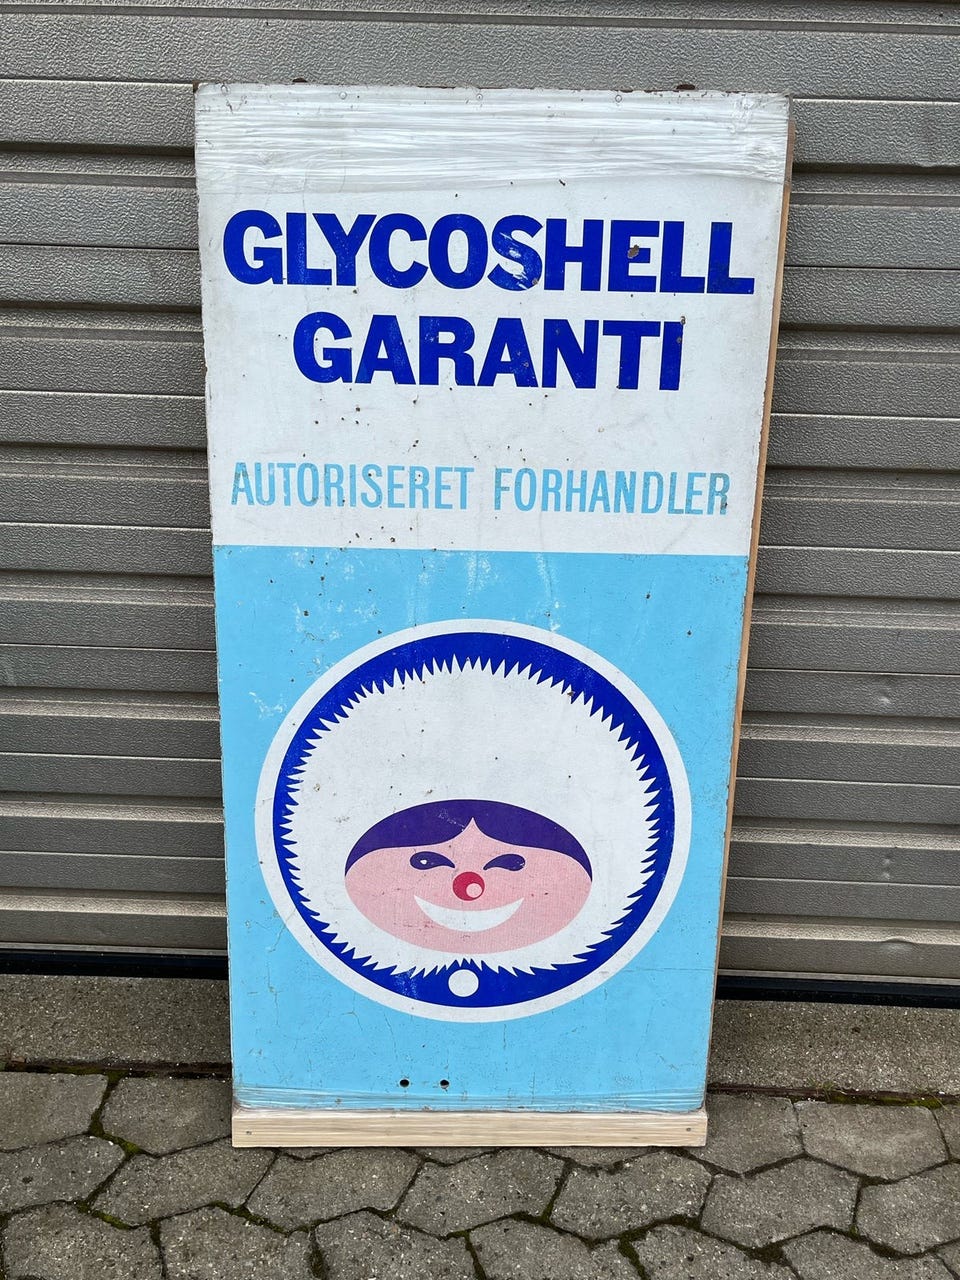 GLYCOSHELL
GARANTI
AUTORISERET FORHANDLER